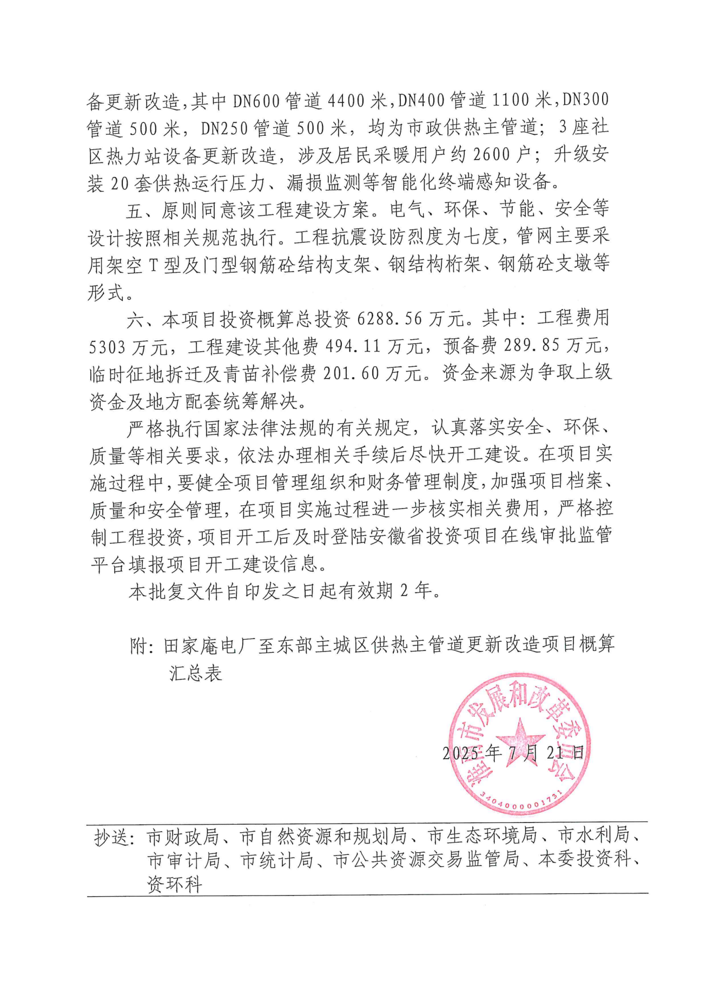 备更新改造,其中 DN600 管道 4400 米,DN400 管道 1100 米,DN300
管道 500 米，DN250 管道 500 米，均为市政供热主管道；3 座社
区热力站设备更新改造，涉及居民采暖用户约 2600 户；升级安
装 20 套供热运行压力、漏损监测等智能化终端感知设备。
五、原则同意该工程建设方案。电气、环保、节能、安全等
设计按照相关规范执行。工程抗震设防烈度为七度，管网主要采
用架空 T 型及门型钢筋砼结构支架、钢结构桁架、钢筋砼支墩等
形式。
六、本项目投资概算总投资 6288.56 万元。其中：工程费用
5303 万元，工程建设其他费 494.11 万元，预备费 289.85 万元，
临时征地拆迁及青苗补偿费 201.60 万元。资金来源为争取上级
资金及地方配套统筹解决。
严格执行国家法律法规的有关规定，认真落实安全、环保、
质量等相关要求，依法办理相关手续后尽快开工建设。在项目实
施过程中,要健全项目管理组织和财务管理制度,加强项目档案、
质量和安全管理，在项目实施过程进一步核实相关费用，严格控
制工程投资,项目开工后及时登陆安徽省投资项目在线审批监管
平台填报项目开工建设信息。
本批复文件自印发之日起有效期 2 年。
附：田家庵电厂至东部主城区供热主管道更新改造项目概算
汇总表
淮南市发展和改革委员会
2025 年 7 月 21 日
3404000001731
抄送：市财政局、市自然资源和规划局、市生态环境局、市水利局、
市审计局、市统计局、市公共资源交易监管局、本委投资科、
资环科